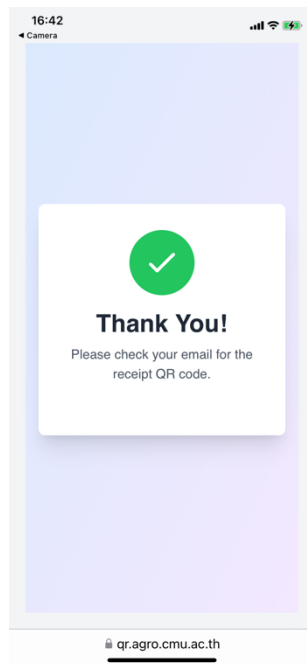 16:42
◀ Camera
Thank You!
Please check your email for the
receipt QR code.
qr.agro.cmu.ac.th